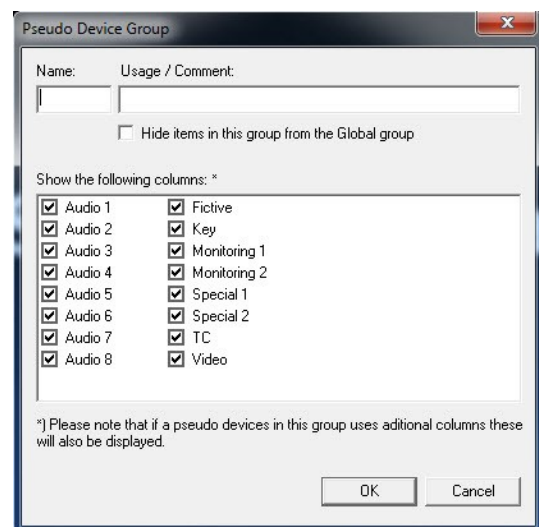 Pseudo Device Group
Name: Usage / Comment:
Hide items in this group from the Global group
Show the following columns: *
Audio 1 Fictive
Audio 2 Key
Audio 3 Monitoring 1
Audio 4 Monitoring 2
Audio 5 Special 1
Audio 6 Special 2
Audio 7 TC
Audio 8 Video
*) Please note that if a pseudo devices in this group uses aditional columns these
will also be displayed.
OK Cancel